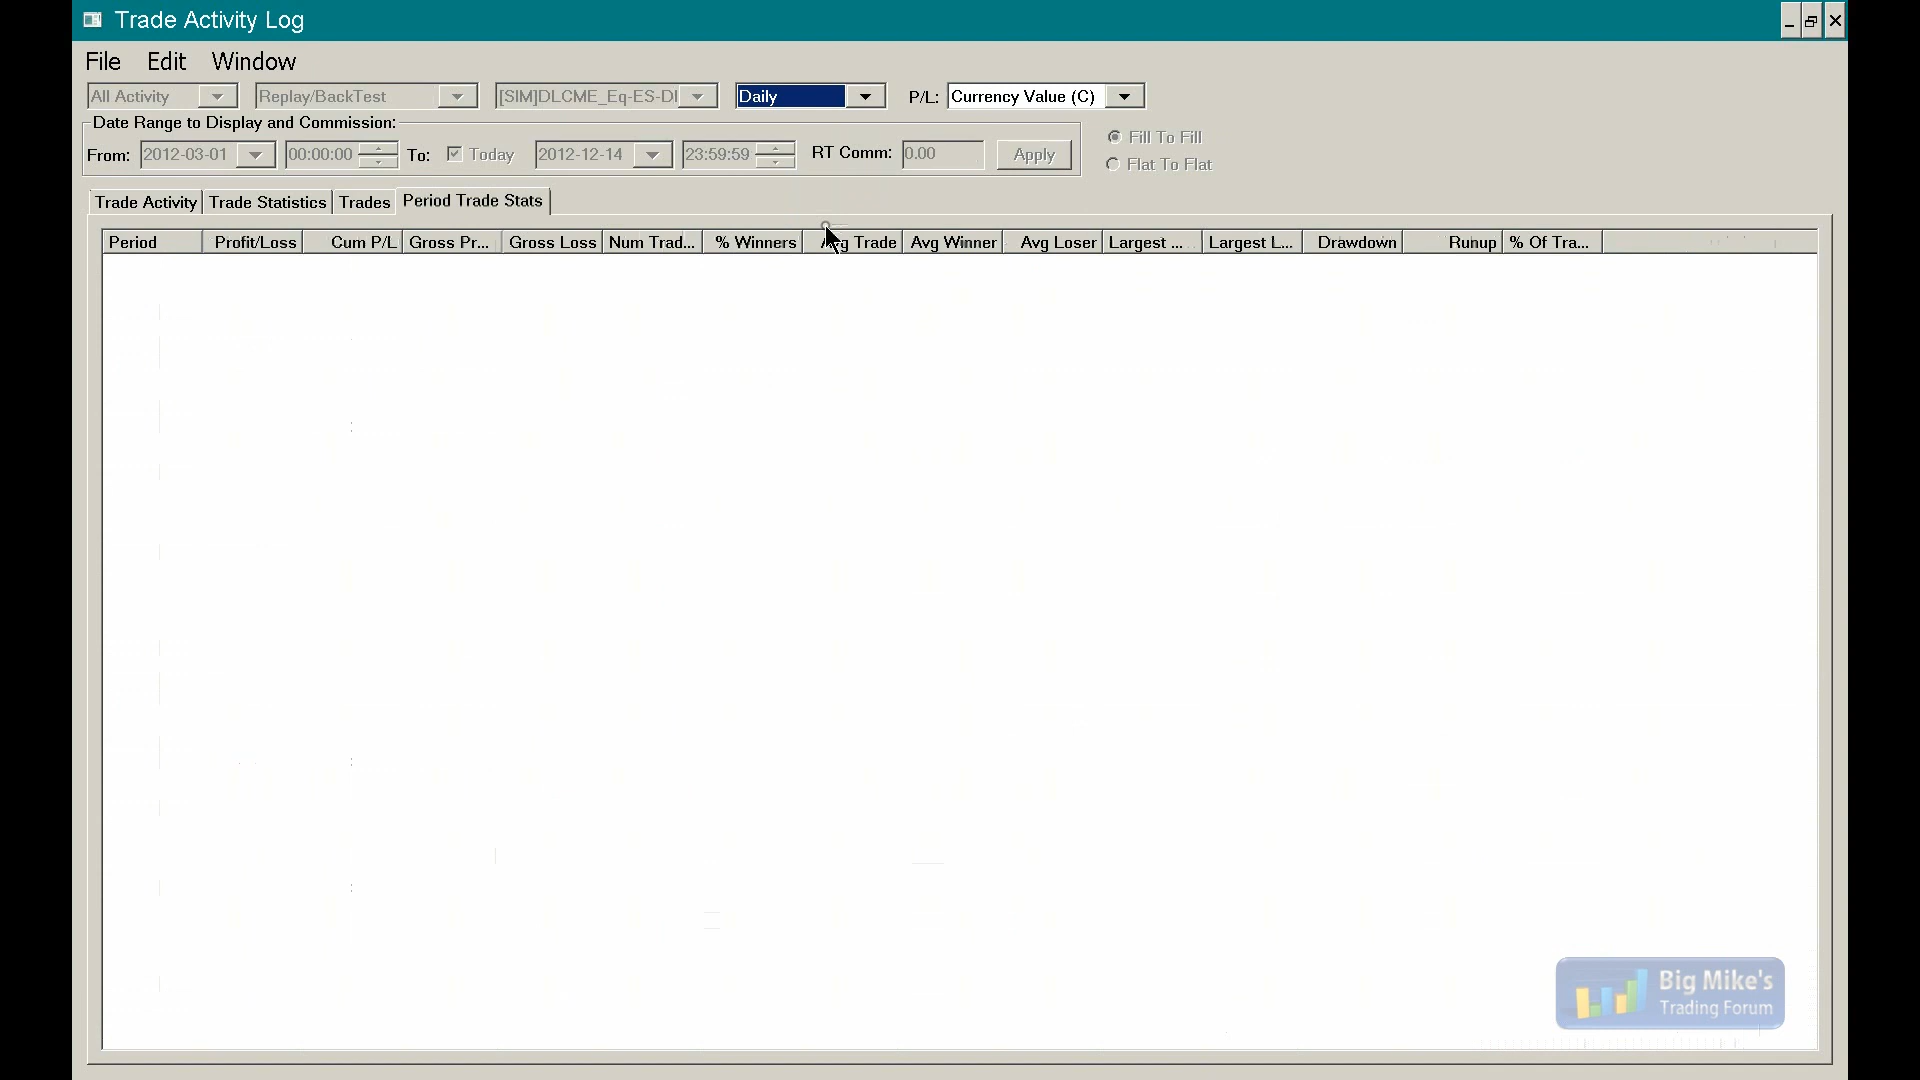 Trade Activity Log
File Edit Window
All Activity Replay/BackTest [SIM]DLCME_Eq-ES-DI Daily P/L: Currency Value (C)
Date Range to Display and Commission:
From: 2012-03-01 00:00:00 To: Today 2012-12-14 23:59:59 RT Comm: 0.00 Apply
Fill To Fill
Flat To Flat
Trade Activity Trade Statistics Trades Period Trade Stats
Period Profit/Loss Cum P/L Gross Pr... Gross Loss Num Trad... % Winners Avg Trade Avg Winner Avg Loser Largest ... Largest L... Drawdown Runup % Of Tra...
Big Mike's
Trading Forum